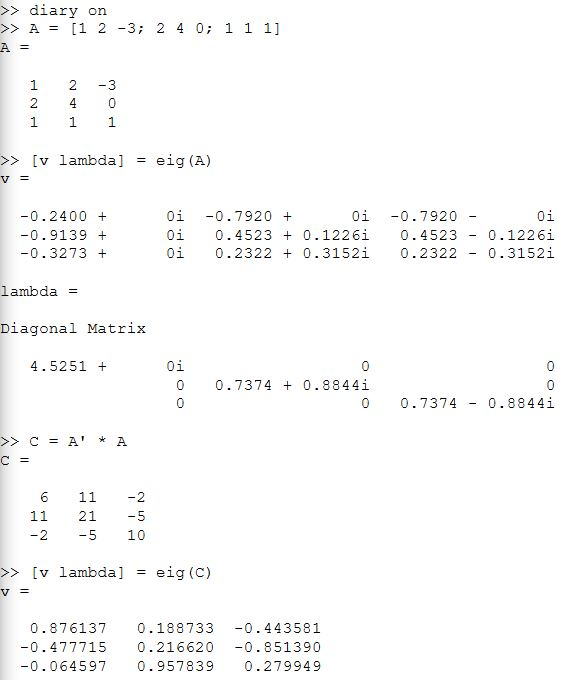 >> diary on
>> A = [1 2 -3; 2 4 0; 1 1 1]
A =
1 2 -3
2 4 0
1 1 1
>> [v lambda] = eig(A)
v =
-0.2400 + 0i -0.7920 + 0i -0.7920 - 0i
-0.9139 + 0i 0.4523 + 0.1226i 0.4523 - 0.1226i
-0.3273 + 0i 0.2322 + 0.3152i 0.2322 - 0.3152i
lambda =
Diagonal Matrix
4.5251 + 0i 0 0
0 0.7374 + 0.8844i 0
0 0 0.7374 - 0.8844i
>> C = A' * A
C =
6 11 -2
11 21 -5
-2 -5 10
>> [v lambda] = eig(C)
v =
0.876137 0.188733 -0.443581
-0.477715 0.216620 -0.851390
-0.064597 0.957839 0.279949